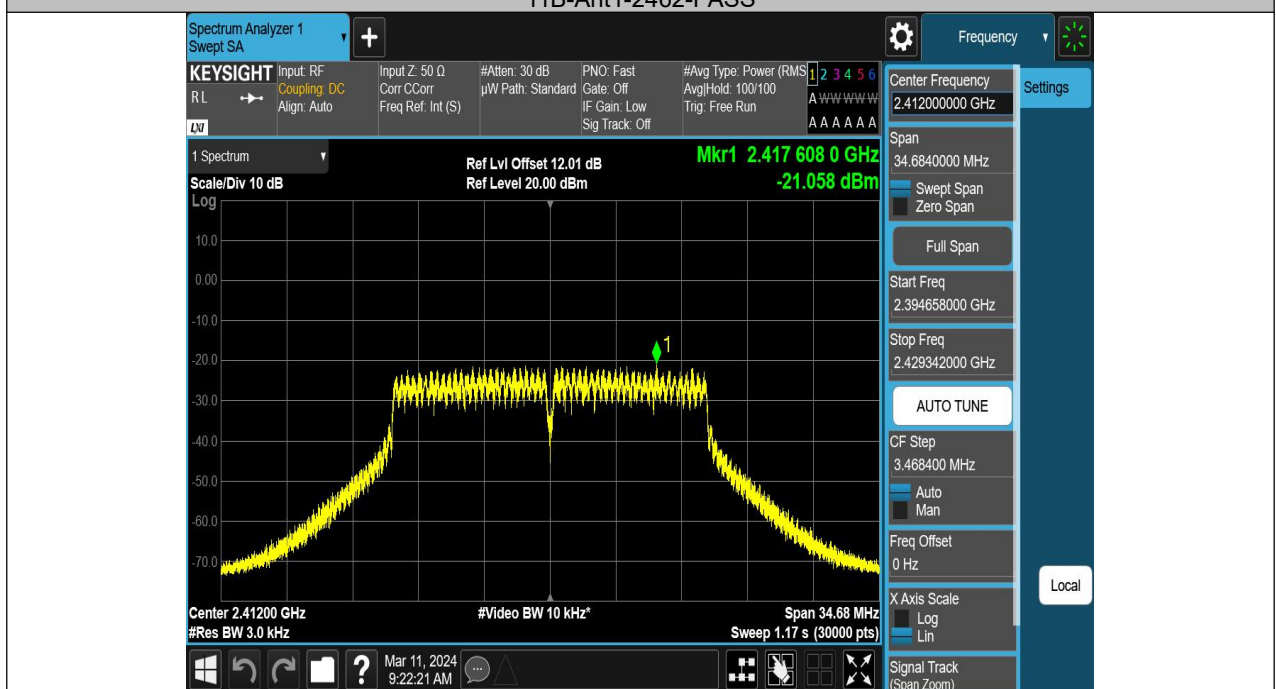 11B-Ant1-2462-PASS
Spectrum Analyzer 1
Swept SA
Frequency
KEYSIGHT
RL
LXI
Input: RF
Coupling: DC
Align: Auto
Input Z: 50 Ω
Corr CCorr
Freq Ref: Int (S)
#Atten: 30 dB
µW Path: Standard
PNO: Fast
Gate: Off
IF Gain: Low
Sig Track: Off
#Avg Type: Power (RMS
Avg|Hold: 100/100
Trig: Free Run
1 2 3 4 5 6
A W W W W W
A A A A A A
1 Spectrum
Scale/Div 10 dB
Log
Ref Lvl Offset 12.01 dB
Ref Level 20.00 dBm
Mkr1 2.417 608 0 GHz
-21.058 dBm
10.0
0.00
-10.0
-20.0
-30.0
-40.0
-50.0
-60.0
-70.0
1
Center 2.41200 GHz
#Res BW 3.0 kHz
#Video BW 10 kHz*
Span 34.68 MHz
Sweep 1.17 s (30000 pts)
Mar 11, 2024
9:22:21 AM
?
Center Frequency
2.412000000 GHz
Span
34.6840000 MHz
Swept Span
Zero Span
Full Span
Start Freq
2.394658000 GHz
Stop Freq
2.429342000 GHz
AUTO TUNE
CF Step
3.468400 MHz
Auto
Man
Freq Offset
0 Hz
X Axis Scale
Log
Lin
Signal Track
(Span Zoom)
Settings
Local